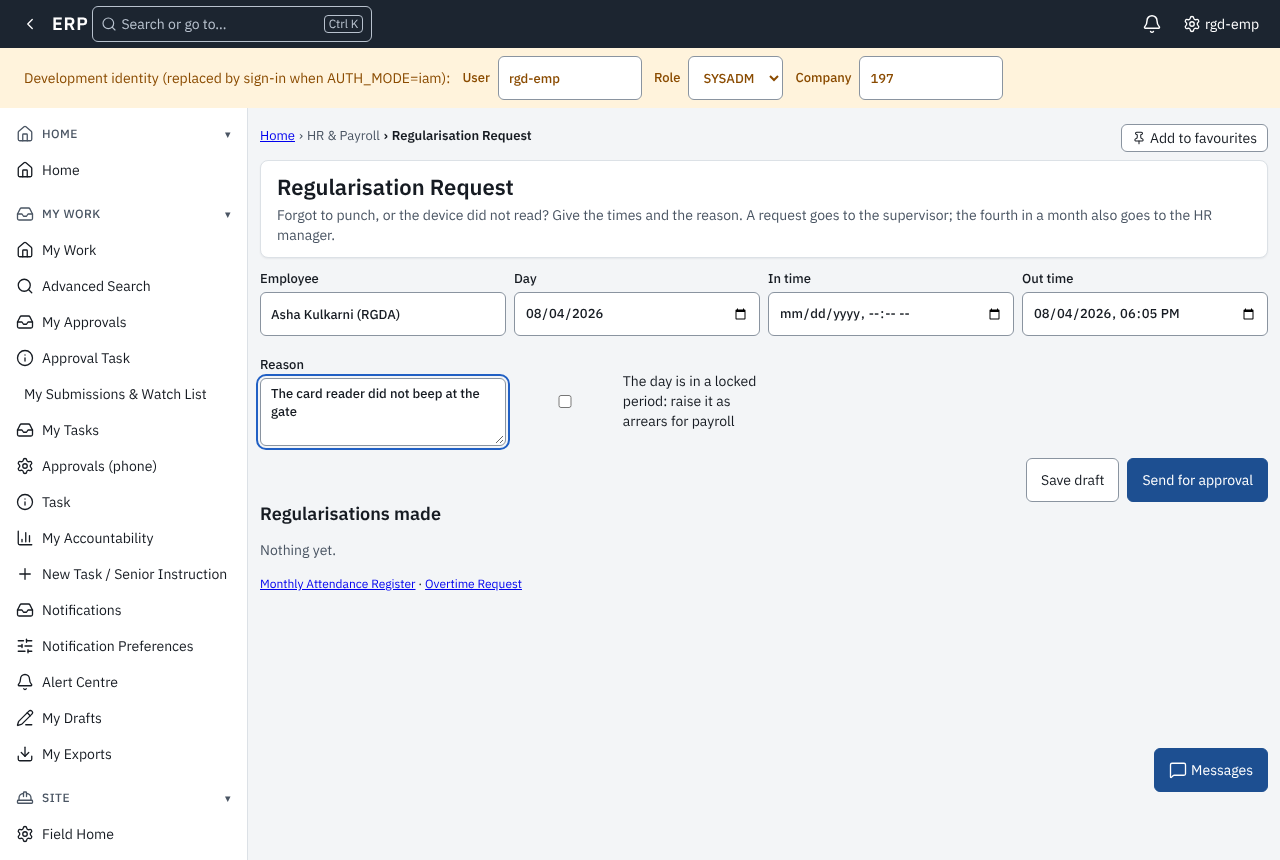 ERP
Search or go to...
Ctrl K
rgd-emp
Development identity (replaced by sign-in when AUTH_MODE=iam):
User
rgd-emp
Role
SYSADM
Company
197
HOME
Home
MY WORK
My Work
Advanced Search
My Approvals
Approval Task
My Submissions & Watch List
My Tasks
Approvals (phone)
Task
My Accountability
New Task / Senior Instruction
Notifications
Notification Preferences
Alert Centre
My Drafts
My Exports
SITE
Field Home
Home › HR & Payroll › Regularisation Request
Add to favourites
Regularisation Request
Forgot to punch, or the device did not read? Give the times and the reason. A request goes to the supervisor; the fourth in a month also goes to the HR
manager.
Employee
Asha Kulkarni (RGDA)
Day
08/04/2026
In time
mm/dd/yyyy, --:-- --
Out time
08/04/2026, 06:05 PM
Reason
The card reader did not beep at the
gate
The day is in a locked
period: raise it as
arrears for payroll
Save draft
Send for approval
Regularisations made
Nothing yet.
Monthly Attendance Register · Overtime Request
Messages